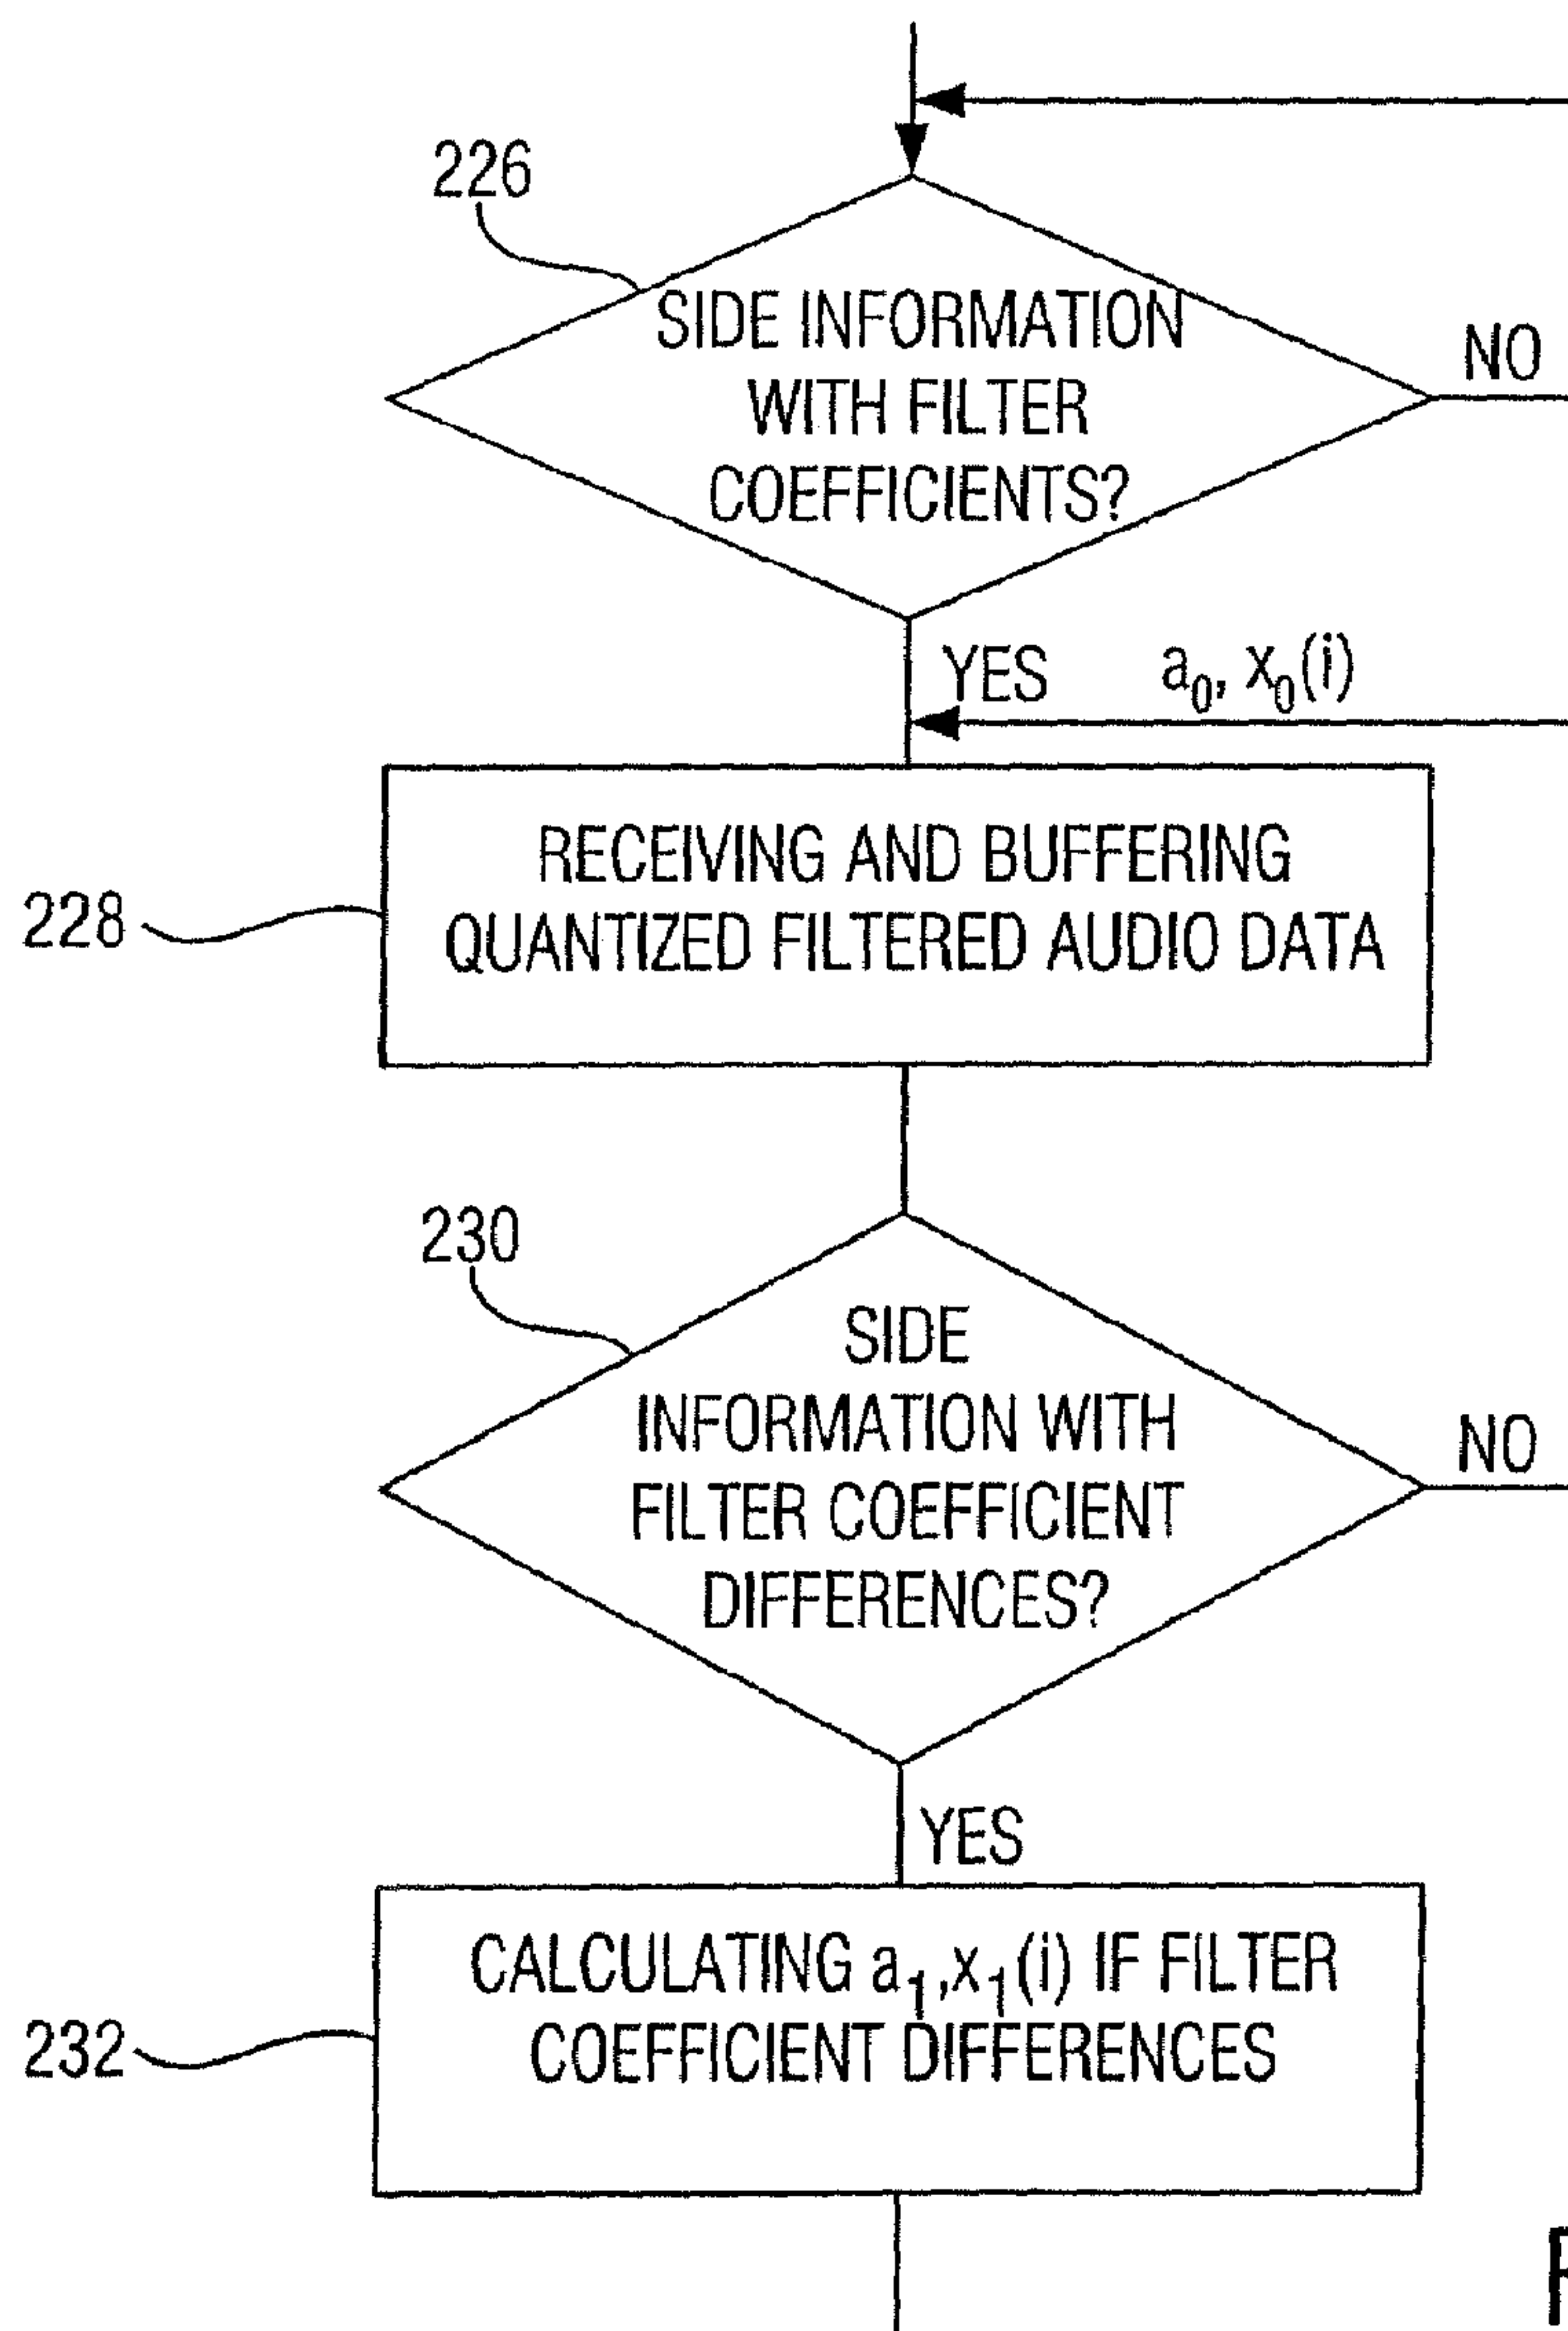 226
SIDE INFORMATION
WITH FILTER
COEFFICIENTS?
NO
YES
a₀, x₀(i)
228
RECEIVING AND BUFFERING
QUANTIZED FILTERED AUDIO DATA
230
SIDE
INFORMATION WITH
FILTER COEFFICIENT
DIFFERENCES?
NO
YES
232
CALCULATING a₁,x₁(i) IF FILTER
COEFFICIENT DIFFERENCES